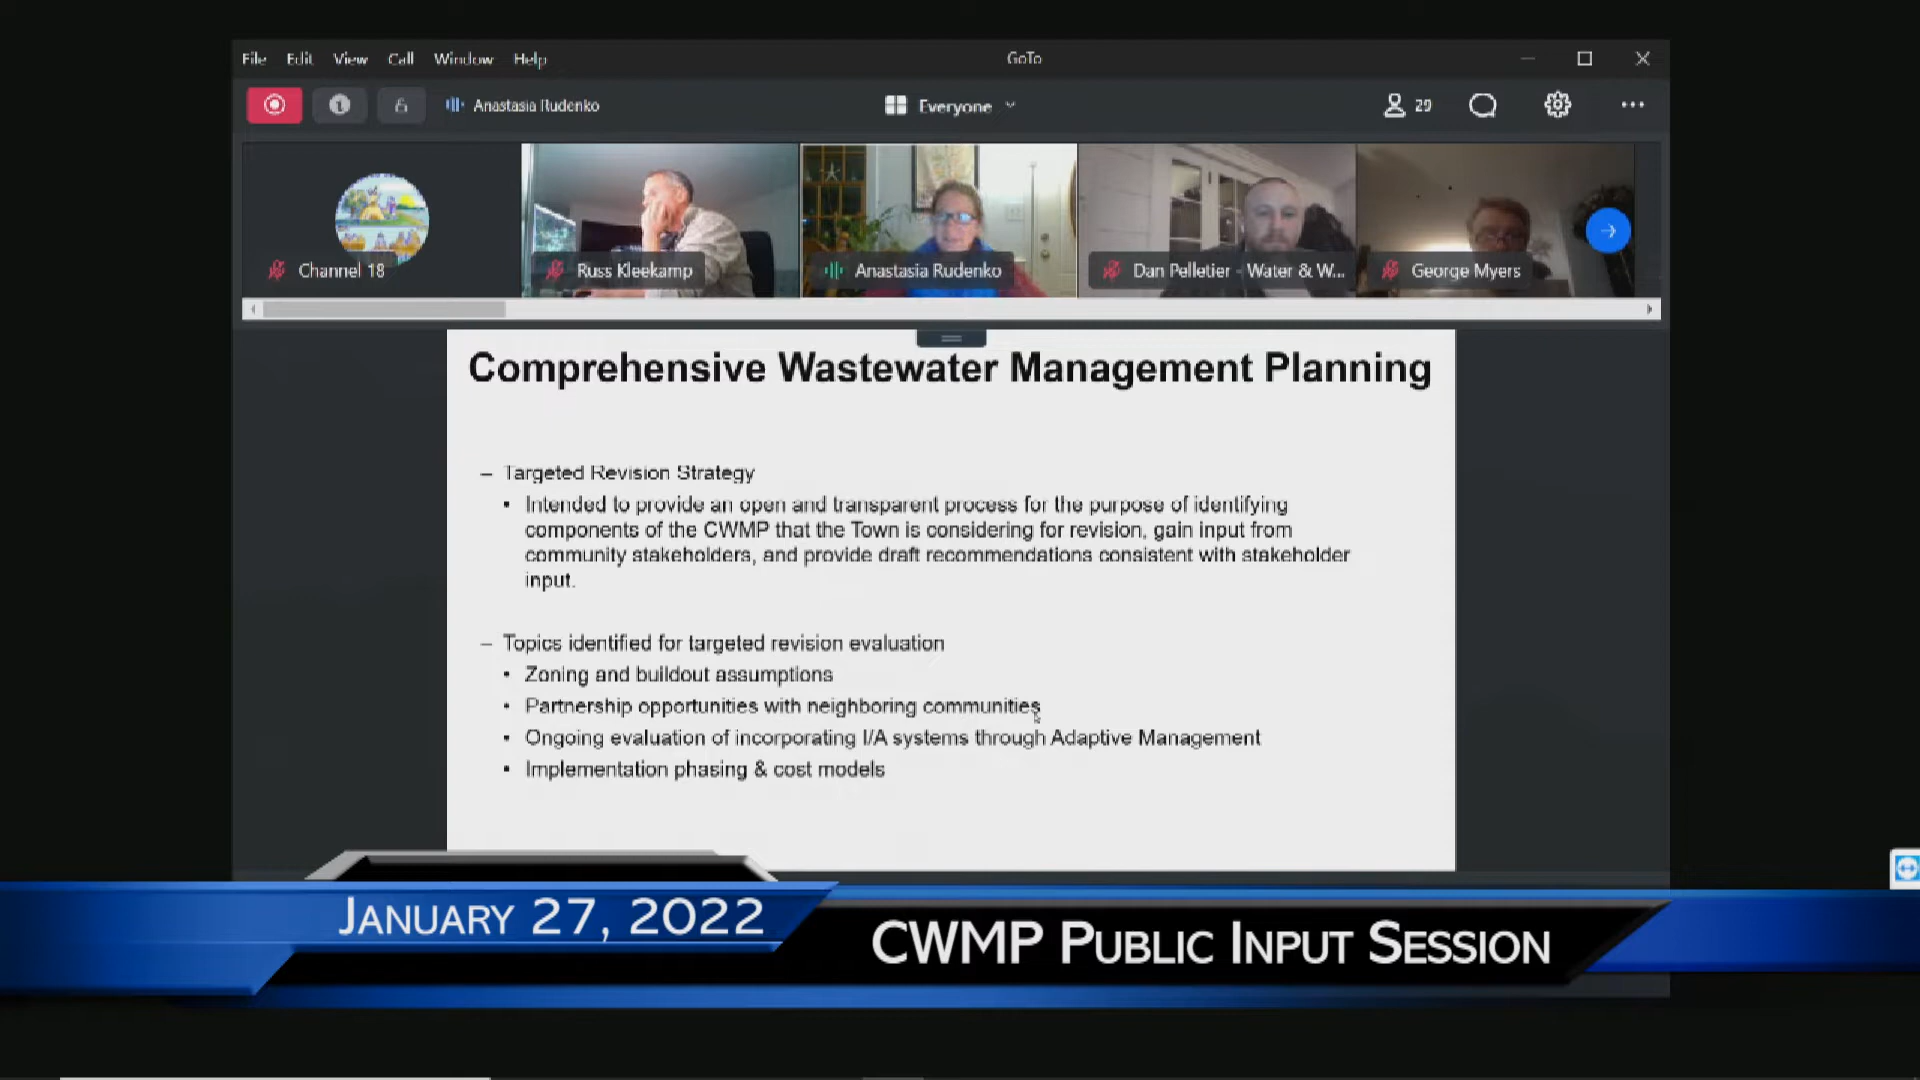 File Edit View Call Window Help
GoTo
Anastasia Rudenko
Everyone
29
Channel 18
Russ Kleekamp
Anastasia Rudenko
Dan Pelletier - Water & W...
George Myers
Comprehensive Wastewater Management Planning
– Targeted Revision Strategy
• Intended to provide an open and transparent process for the purpose of identifying
components of the CWMP that the Town is considering for revision, gain input from
community stakeholders, and provide draft recommendations consistent with stakeholder
input.
– Topics identified for targeted revision evaluation
• Zoning and buildout assumptions
• Partnership opportunities with neighboring communities
• Ongoing evaluation of incorporating I/A systems through Adaptive Management
• Implementation phasing & cost models
January 27, 2022
CWMP Public Input Session